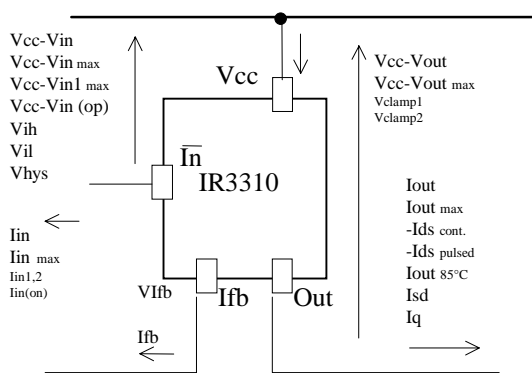 Vcc-Vin
Vcc-Vin max
Vcc-Vin1 max
Vcc-Vin (op)
Vih
Vil
Vhys
Vcc
Vcc-Vout
Vcc-Vout max
Vclamp1
Vclamp2
In
IR3310
Iin
Iin max
Iin1,2
Iin(on)
Iout
Iout max
-Ids cont.
-Ids pulsed
Iout 85°C
Isd
Iq
VIfb
Ifb
Out
Ifb